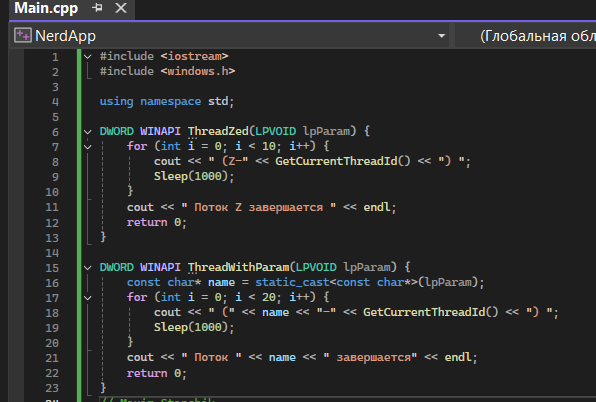 Main.cpp
NerdApp (Глобальная обл
1 #include <iostream>
2 #include <windows.h>
3
4 using namespace std;
5
6 DWORD WINAPI ThreadZed(LPVOID lpParam) {
7     for (int i = 0; i < 10; i++) {
8         cout << " (Z-" << GetCurrentThreadId() << ") ";
9         Sleep(1000);
10     }
11     cout << " Поток Z завершается " << endl;
12     return 0;
13 }
14
15 DWORD WINAPI ThreadWithParam(LPVOID lpParam) {
16     const char* name = static_cast<const char*>(lpParam);
17     for (int i = 0; i < 20; i++) {
18         cout << " (" << name << "-" << GetCurrentThreadId() << ") ";
19         Sleep(1000);
20     }
21     cout << " Поток " << name << " завершается" << endl;
22     return 0;
23 }